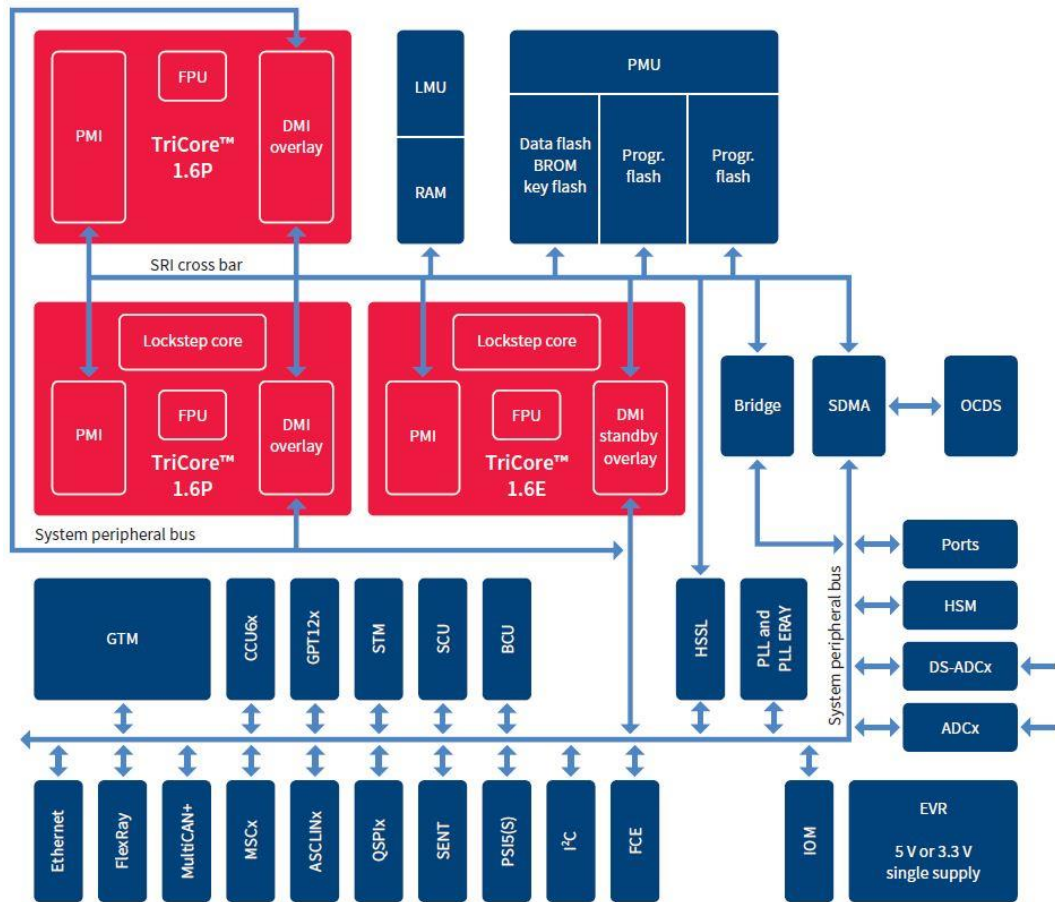 FPU
PMI
TriCore™
1.6P
DMI
overlay
LMU
RAM
PMU
Data flash
BROM
key flash
Progr.
flash
Progr.
flash
SRI cross bar
Lockstep core
FPU
PMI
TriCore™
1.6P
DMI
overlay
Lockstep core
FPU
PMI
TriCore™
1.6E
DMI
standby
overlay
Bridge
SDMA
OCDS
System peripheral bus
Ports
HSM
DS-ADCx
ADCx
System peripheral bus
GTM
CCU6x
GPT12x
STM
SCU
BCU
HSSL
PLL and
PLL ERAY
Ethernet
FlexRay
MultiCAN+
MSCx
ASCLINx
QSPIx
SENT
PSI5(S)
I²C
FCE
IOM
EVR
5 V or 3.3 V
single supply